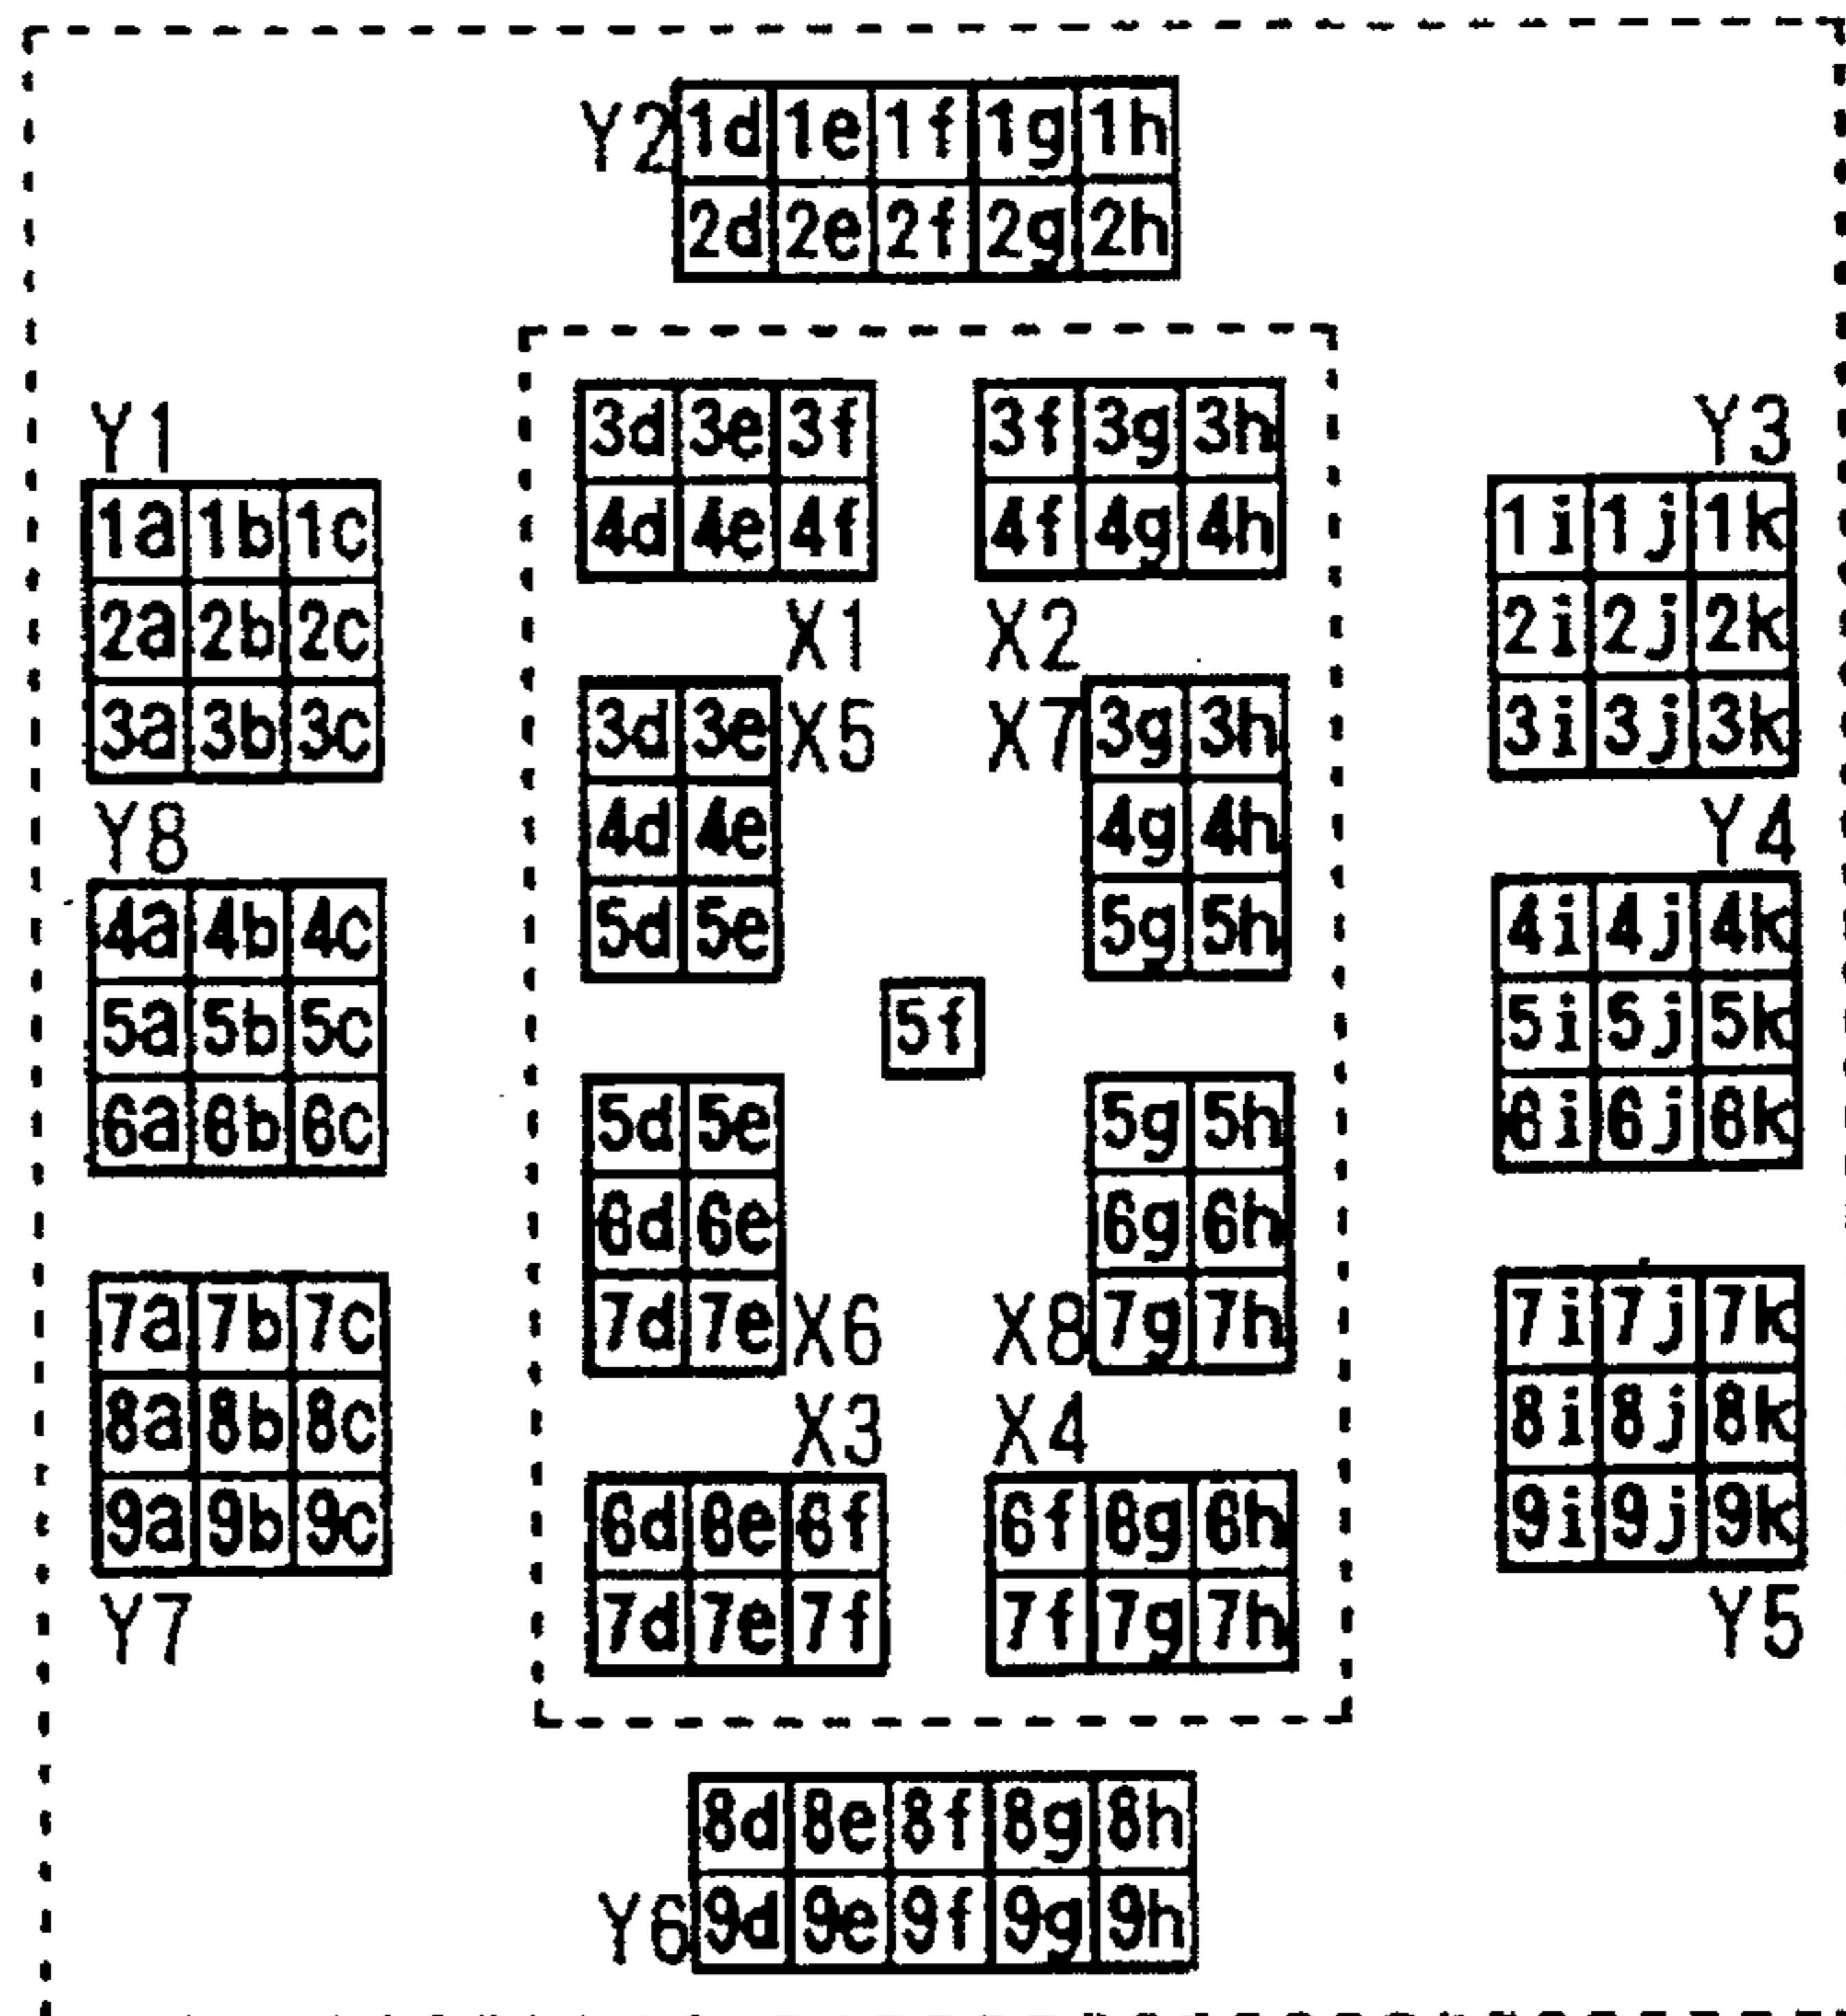 Y2 1d 1e 1f 1g 1h
2d 2e 2f 2g 2h
Y1
1a 1b 1c
2a 2b 2c
3a 3b 3c
Y8
4a 4b 4c
5a 5b 5c
6a 6b 6c
7a 7b 7c
8a 8b 8c
9a 9b 9c
Y7
3d 3e 3f
4d 4e 4f
X1
3f 3g 3h
4f 4g 4h
X2
3d 3e X5
4d 4e
5d 5e
X7 3g 3h
4g 4h
5g 5h
5f
5d 5e
6d 6e
7d 7e X6
5g 5h
6g 6h
X8 7g 7h
X3
6d 6e 6f
7d 7e 7f
X4
6f 6g 6h
7f 7g 7h
Y3
1i 1j 1k
2i 2j 2k
3i 3j 3k
Y4
4i 4j 4k
5i 5j 5k
6i 6j 6k
7i 7j 7k
8i 8j 8k
9i 9j 9k
Y5
8d 8e 8f 8g 8h
Y6 9d 9e 9f 9g 9h